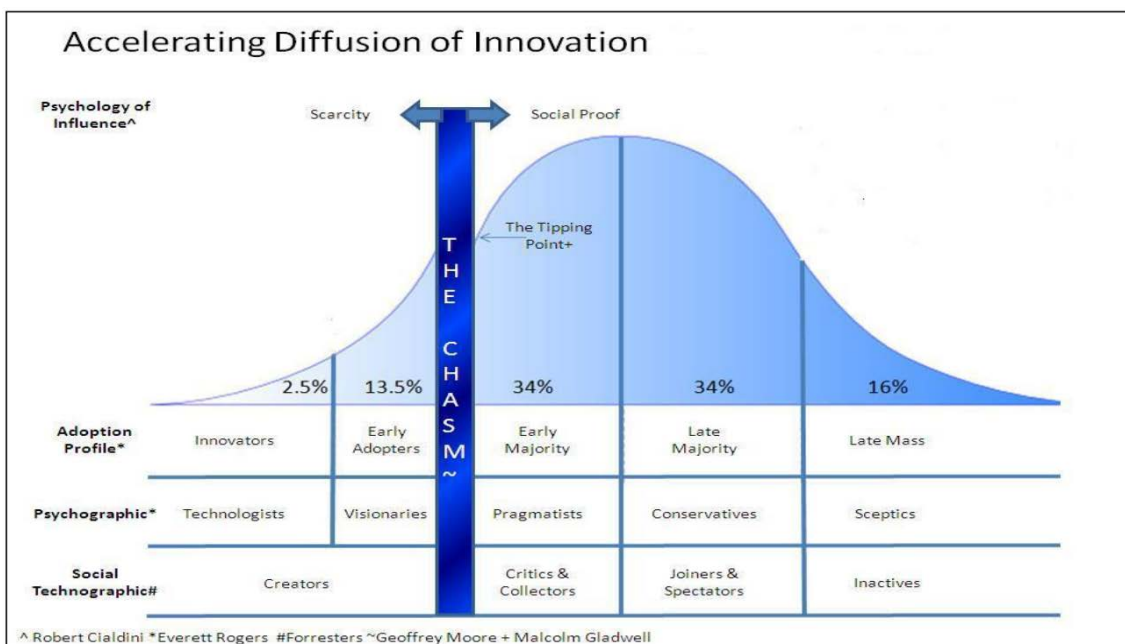 Accelerating Diffusion of Innovation
Psychology of
Influence^
Scarcity
Social Proof
The Tipping
Point+
THE CHASM~
2.5%
13.5%
34%
34%
16%
Adoption
Profile*
Innovators
Early
Adopters
Early
Majority
Late
Majority
Late Mass
Psychographic*
Technologists
Visionaries
Pragmatists
Conservatives
Sceptics
Social
Technographic#
Creators
Critics &
Collectors
Joiners &
Spectators
Inactives
^ Robert Cialdini *Everett Rogers #Forresters ~Geoffrey Moore + Malcolm Gladwell